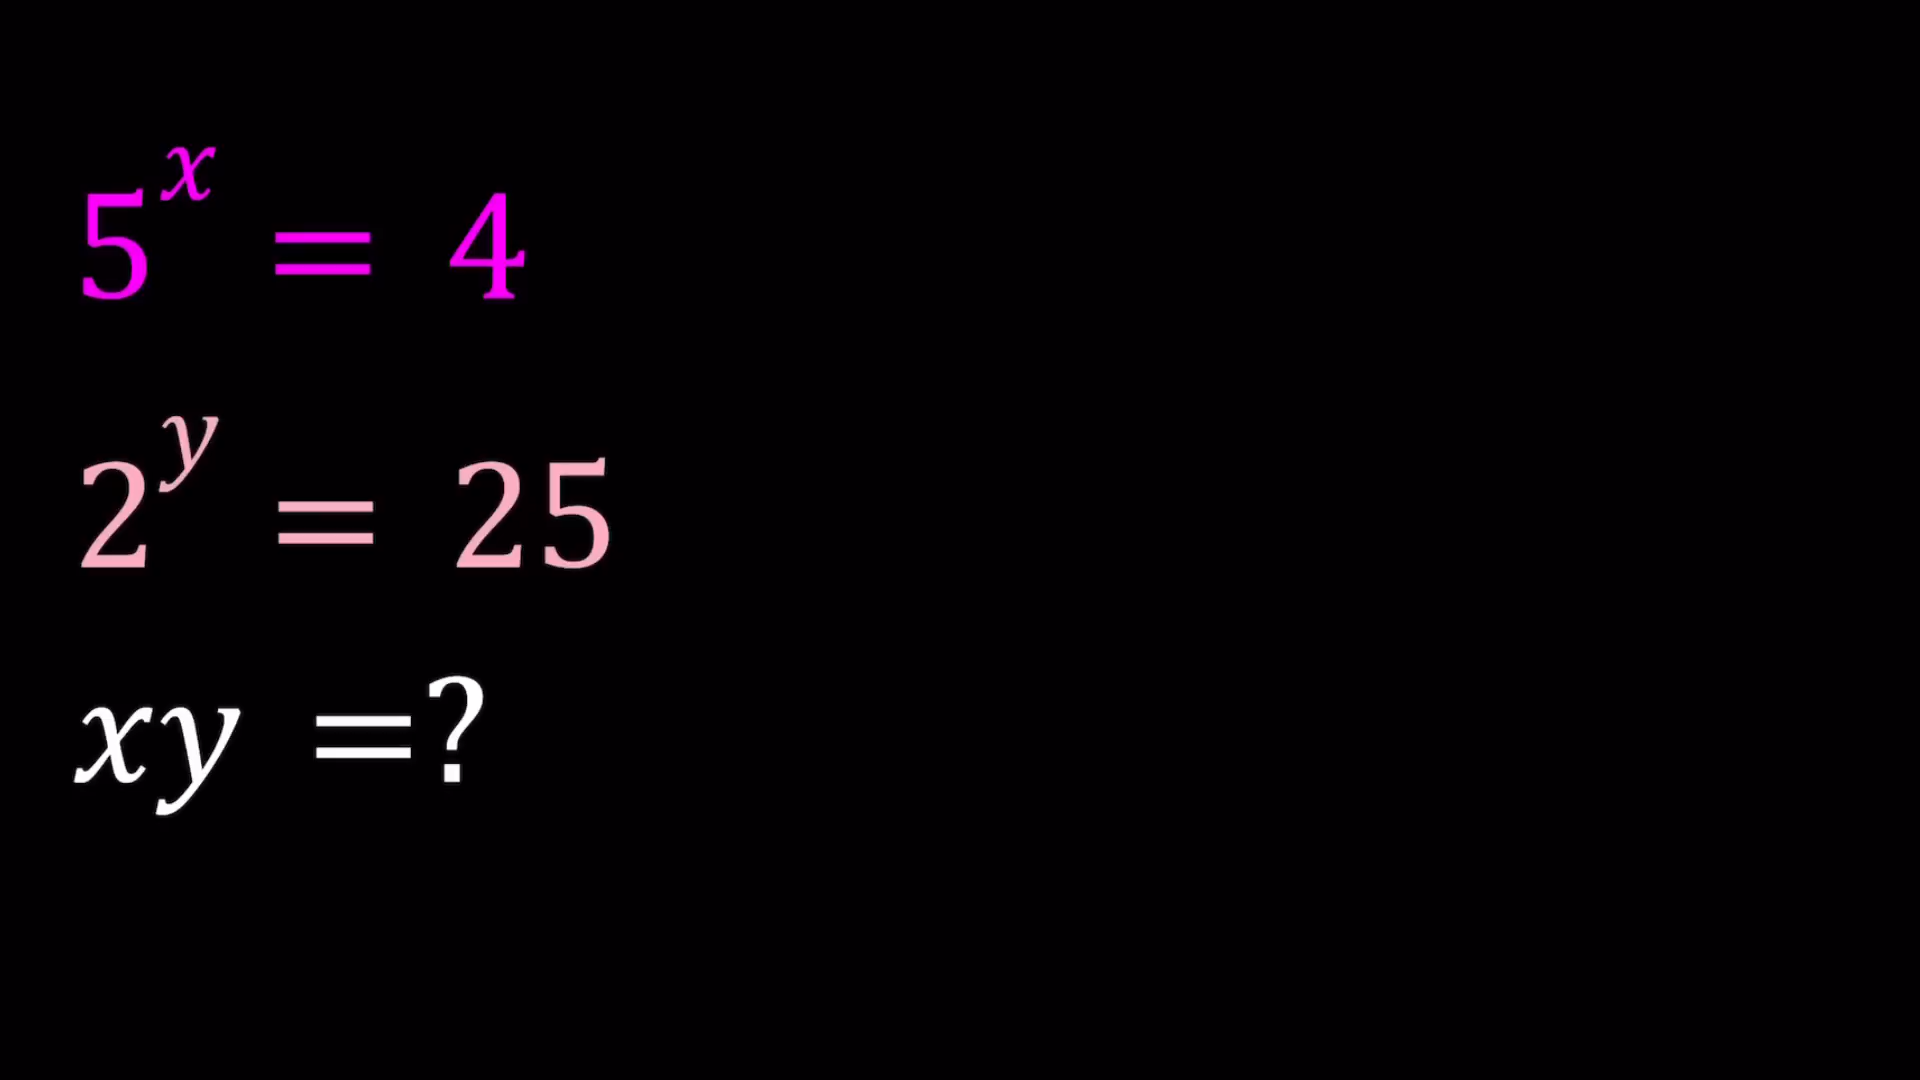 5^x = 4
2^y = 25
xy =?